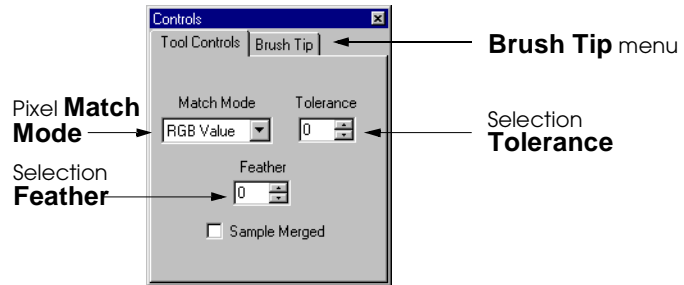 Controls
Tool Controls Brush Tip
Brush Tip menu
Pixel Match
Mode
Match Mode Tolerance
RGB Value 0
Selection
Tolerance
Selection
Feather
Feather
0
Sample Merged